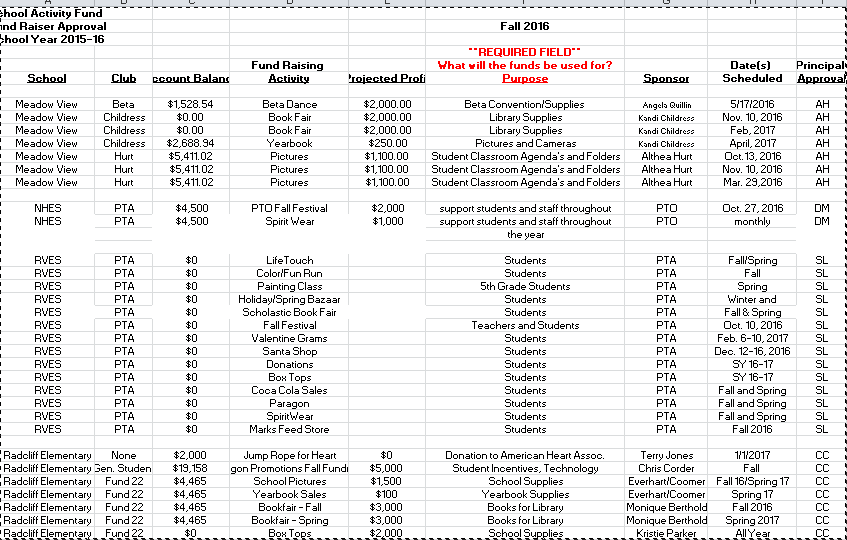 chool Activity Fund
nd Raiser Approval Fall 2016
chool Year 2015-16
**REQUIRED FIELD**
Fund Raising What will the funds be used for? Date(s) Principal
School Club ccount Balanc Activity Projected Profi Purpose Sponsor Scheduled Approval
Meadow View Beta $1,528.54 Beta Dance $2,000.00 Beta Convention/Supplies Angela Quillin 5/17/2016 AH
Meadow View Childress $0.00 Book Fair $2,000.00 Library Supplies Kandi Childress Nov. 10, 2016 AH
Meadow View Childress $0.00 Book Fair $2,000.00 Library Supplies Kandi Childress Feb, 2017 AH
Meadow View Childress $2,688.94 Yearbook $250.00 Pictures and Cameras Kandi Childress April, 2017 AH
Meadow View Hurt $5,411.02 Pictures $1,100.00 Student Classroom Agenda's and Folders Althea Hurt Oct.13, 2016 AH
Meadow View Hurt $5,411.02 Pictures $1,100.00 Student Classroom Agenda's and Folders Althea Hurt Nov. 10, 2016 AH
Meadow View Hurt $5,411.02 Pictures $1,100.00 Student Classroom Agenda's and Folders Althea Hurt Mar. 29,2016 AH
NHES PTA $4,500 PTO Fall Festival $2,000 support students and staff throughout PTO Oct. 27, 2016 DM
NHES PTA $4,500 Spirit Wear $1,000 support students and staff throughout PTO monthly DM
the year
RVES PTA $0 LifeTouch Students PTA Fall/Spring SL
RVES PTA $0 Color/Fun Run Students PTA Fall SL
RVES PTA $0 Painting Class 5th Grade Students PTA Spring SL
RVES PTA $0 Holiday/Spring Bazaar Students PTA Winter and SL
RVES PTA $0 Scholastic Book Fair Students PTA Fall & Spring SL
RVES PTA $0 Fall Festival Teachers and Students PTA Oct. 10, 2016 SL
RVES PTA $0 Valentine Grams Students PTA Feb. 6-10, 2017 SL
RVES PTA $0 Santa Shop Students PTA Dec. 12-16, 2016 SL
RVES PTA $0 Donations Students PTA SY 16-17 SL
RVES PTA $0 Box Tops Students PTA SY 16-17 SL
RVES PTA $0 Coca Cola Sales Students PTA Fall and Spring SL
RVES PTA $0 Paragon Students PTA Fall and Spring SL
RVES PTA $0 SpiritWear Students PTA Fall and Spring SL
RVES PTA $0 Marks Feed Store Students PTA Fall 2016 SL
Radcliff Elementary None $2,000 Jump Rope for Heart $0 Donation to American Heart Assoc. Terry Jones 1/1/2017 CC
Radcliff Elementary Gen. Studen $19,158 gon Promotions Fall Fundr $5,000 Student Incentives, Technology Chris Corder Fall CC
Radcliff Elementary Fund 22 $4,465 School Pictures $1,500 School Supplies Everhart/Coomer Fall 16/Spring 17 CC
Radcliff Elementary Fund 22 $4,465 Yearbook Sales $100 Yearbook Supplies Everhart/Coomer Spring 17 CC
Radcliff Elementary Fund 22 $4,465 Bookfair - Fall $3,000 Books for Library Monique Berthold Fall 2016 CC
Radcliff Elementary Fund 22 $4,465 Bookfair - Spring $3,000 Books for Library Monique Berthold Spring 2017 CC
Radcliff Elementary Fund 22 $0 Box Tops $2,000 School Supplies Kristie Parker All Year CC